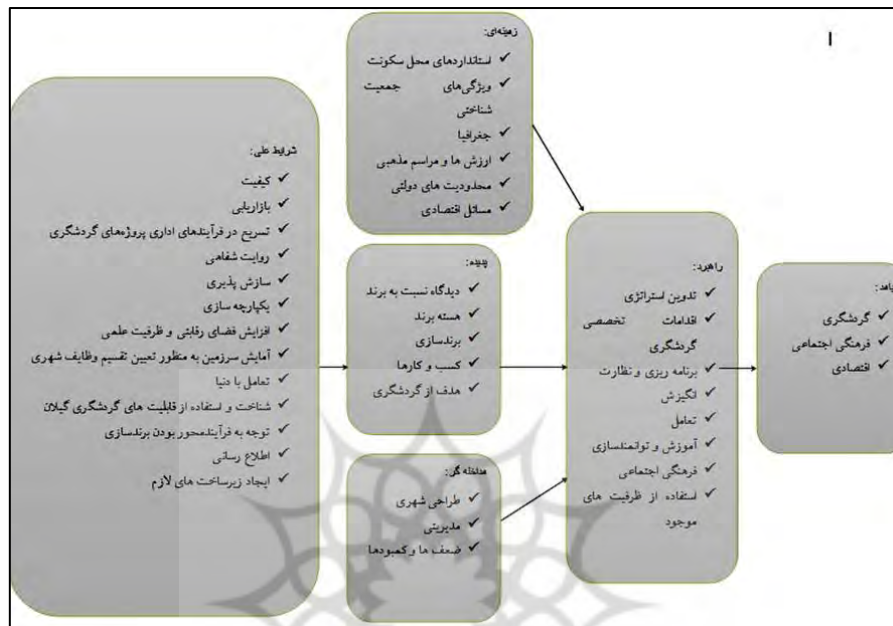 ا
زمینه‌ای:
استانداردهای محل سکونت
ویژگی‌های جمعیت
شناختی
جغرافیا
ارزش ها و مراسم مذهبی
محدودیت های دولتی
مسائل اقتصادی
شرایط علی:
کیفیت
بازاریابی
تسریع در فرآیندهای اداری پروژه‌های گردشگری
روایت شفاهی
سازش پذیری
یکپارچه سازی
افزایش فضای رقابتی و ظرفیت علمی
آمایش سرزمین به منظور تعیین تقسیم وظایف شهری
تعامل با دنیا
شناخت و استفاده از قابلیت های گردشگری گیلان
توجه به فرآیندمحور بودن برندسازی
اطلاع رسانی
ایجاد زیرساخت های لازم
پدیده:
دیدگاه نسبت به برند
هسته برند
برندسازی
کسب و کارها
هدف از گردشگری
مداخله گر:
طراحی شهری
مدیریتی
ضعف ها و کمبودها
راهبرد:
تدوین استراتژی
اقدامات تخصصی
گردشگری
برنامه ریزی و نظارت
انگیزش
تعامل
آموزش و توانمندسازی
فرهنگی اجتماعی
استفاده از ظرفیت های
موجود
یامد:
گردشگری
فرهنگی اجتماعی
اقتصادی